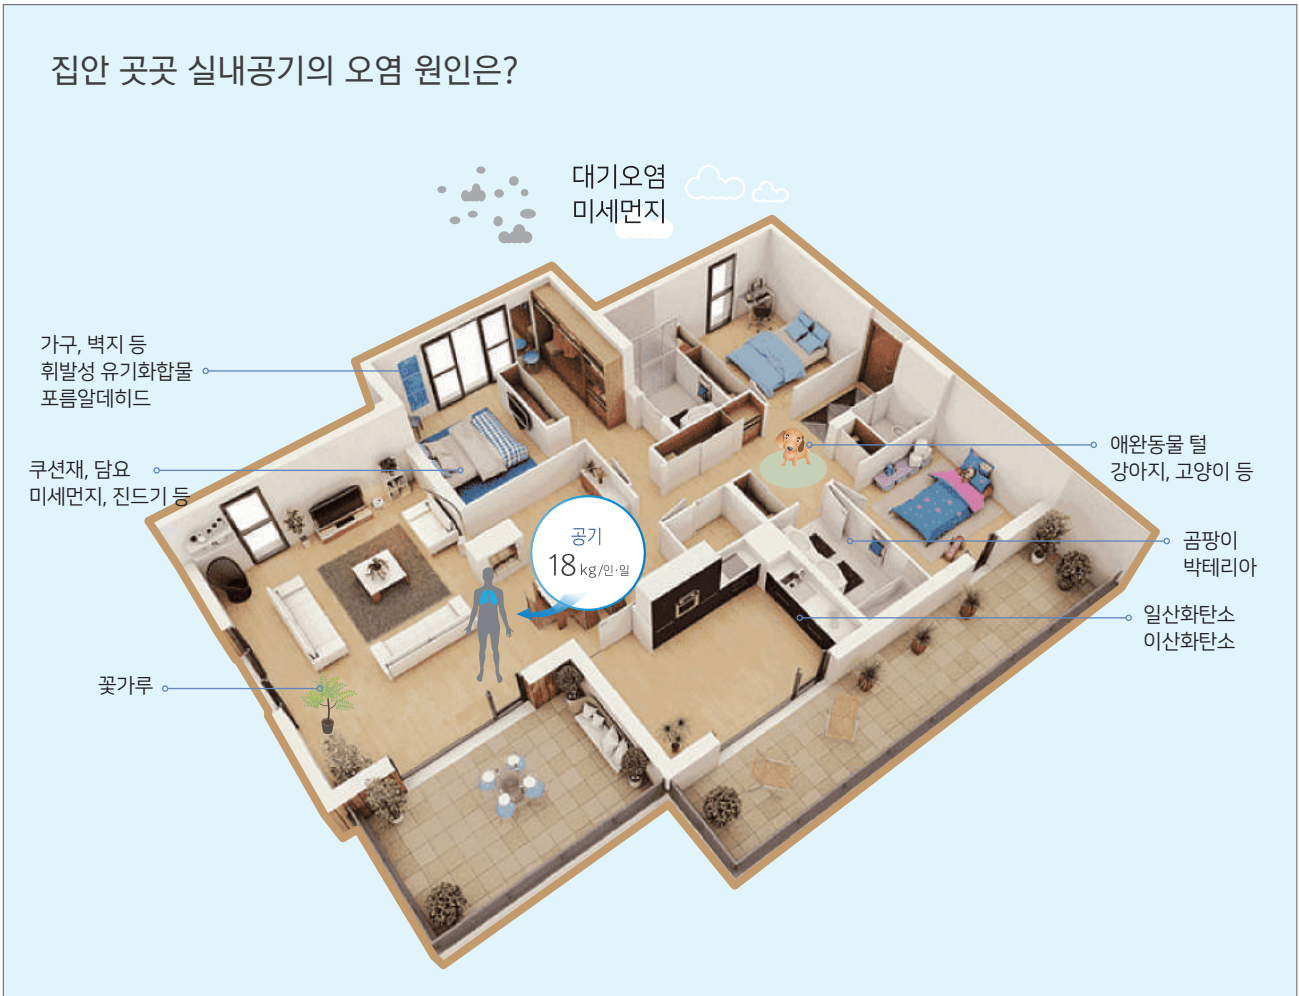 집안 곳곳 실내공기의 오염 원인은?
대기오염
미세먼지
가구, 벽지 등
휘발성 유기화합물
포름알데히드
쿠션재, 담요
미세먼지, 진드기 등
공기
18 kg/인·일
애완동물 털
강아지, 고양이 등
곰팡이
박테리아
일산화탄소
이산화탄소
꽃가루